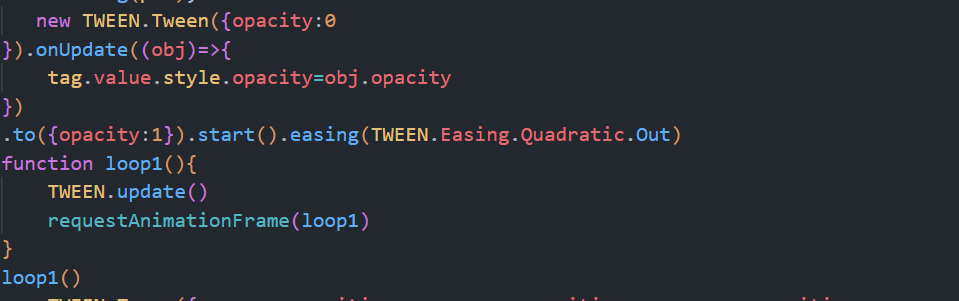 new TWEEN.Tween({opacity:0
}).onUpdate((obj)=>{
tag.value.style.opacity=obj.opacity
})
.to({opacity:1}).start().easing(TWEEN.Easing.Quadratic.Out)
function loop1(){
TWEEN.update()
requestAnimationFrame(loop1)
}
loop1()